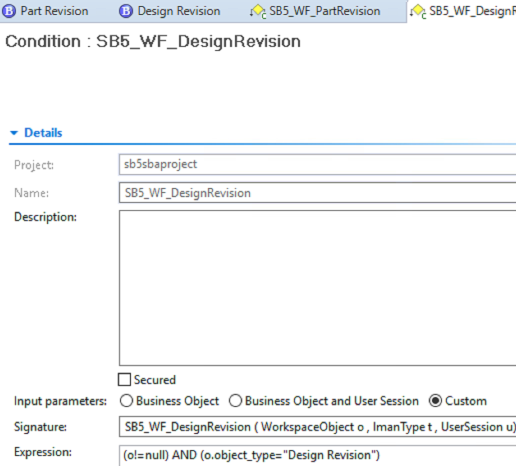 Part Revision Design Revision SB5_WF_PartRevision SB5_WF_DesignR
Condition : SB5_WF_DesignRevision
Details
Project: sb5sbaproject
Name: SB5_WF_DesignRevision
Description:
Secured
Input parameters: Business Object Business Object and User Session Custom
Signature: SB5_WF_DesignRevision ( WorkspaceObject o , ImanType t , UserSession u)
Expression: (o!=null) AND (o.object_type="Design Revision")